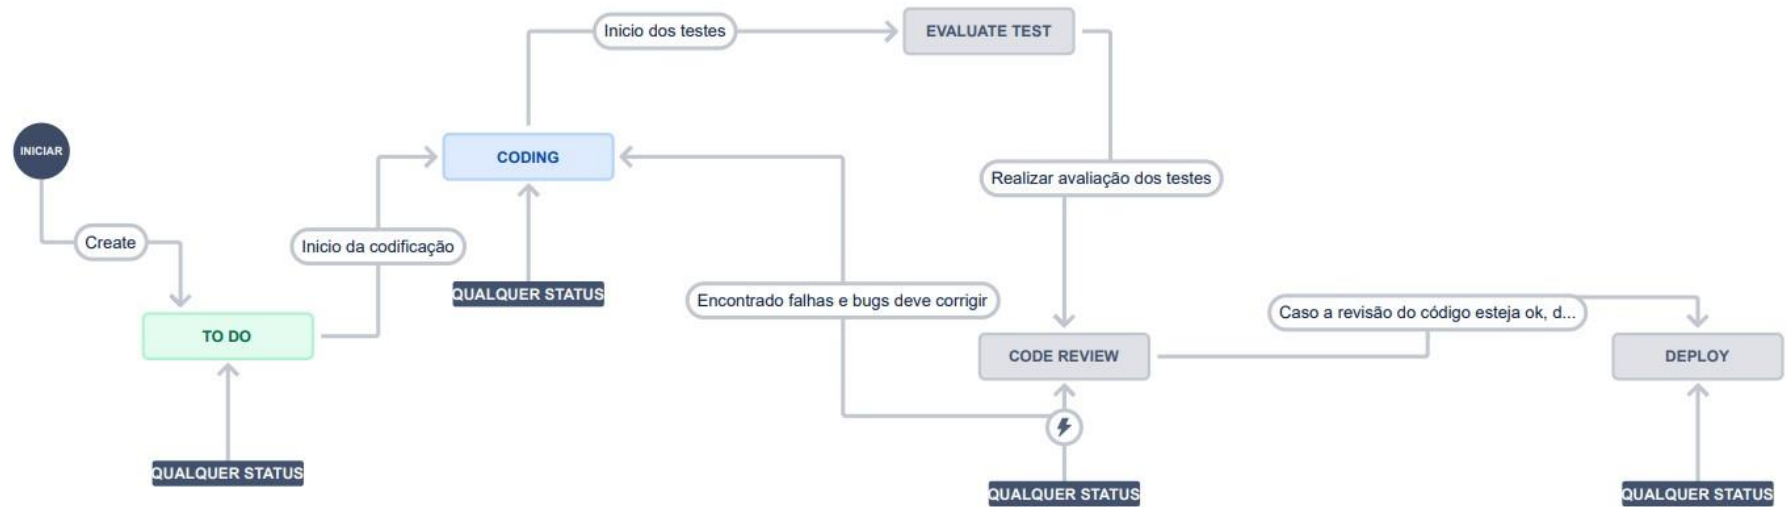 Inicio dos testes
EVALUATE TEST
INICIAR
CODING
Realizar avaliação dos testes
Create
Inicio da codificação
QUALQUER STATUS
Encontrado falhas e bugs deve corrigir
Caso a revisão do código esteja ok, d...
TO DO
CODE REVIEW
DEPLOY
QUALQUER STATUS
QUALQUER STATUS
QUALQUER STATUS